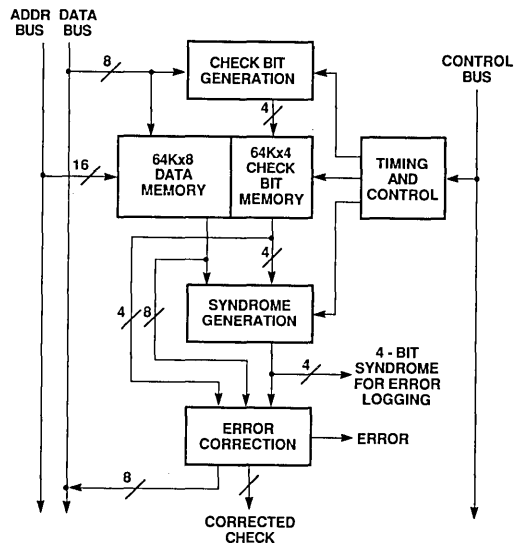 ADDR DATA
BUS BUS
CONTROL
BUS
8
CHECK BIT
GENERATION
4
16
64Kx8
DATA
MEMORY
64Kx4
CHECK
BIT
MEMORY
TIMING
AND
CONTROL
4
4
8
SYNDROME
GENERATION
4
4 - BIT
SYNDROME
FOR ERROR
LOGGING
ERROR
CORRECTION
ERROR
8
CORRECTED
CHECK